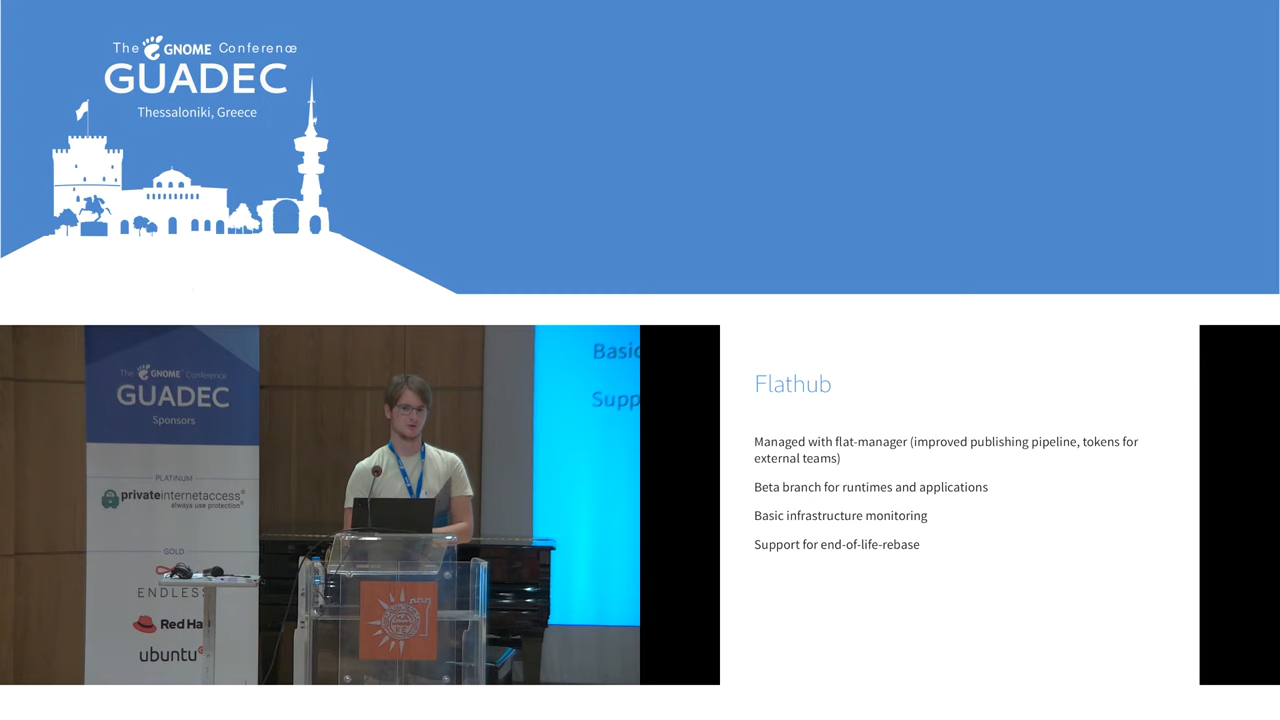 The GNOME Conference
GUADEC
Thessaloniki, Greece
Basic
Supp
The GNOME Conference
GUADEC
Sponsors
PLATINUM
privateinternetaccess®
always use protection®
GOLD
ENDLESS
Red Ha
ubuntu
Flathub
Managed with flat-manager (improved publishing pipeline, tokens for
external teams)
Beta branch for runtimes and applications
Basic infrastructure monitoring
Support for end-of-life-rebase